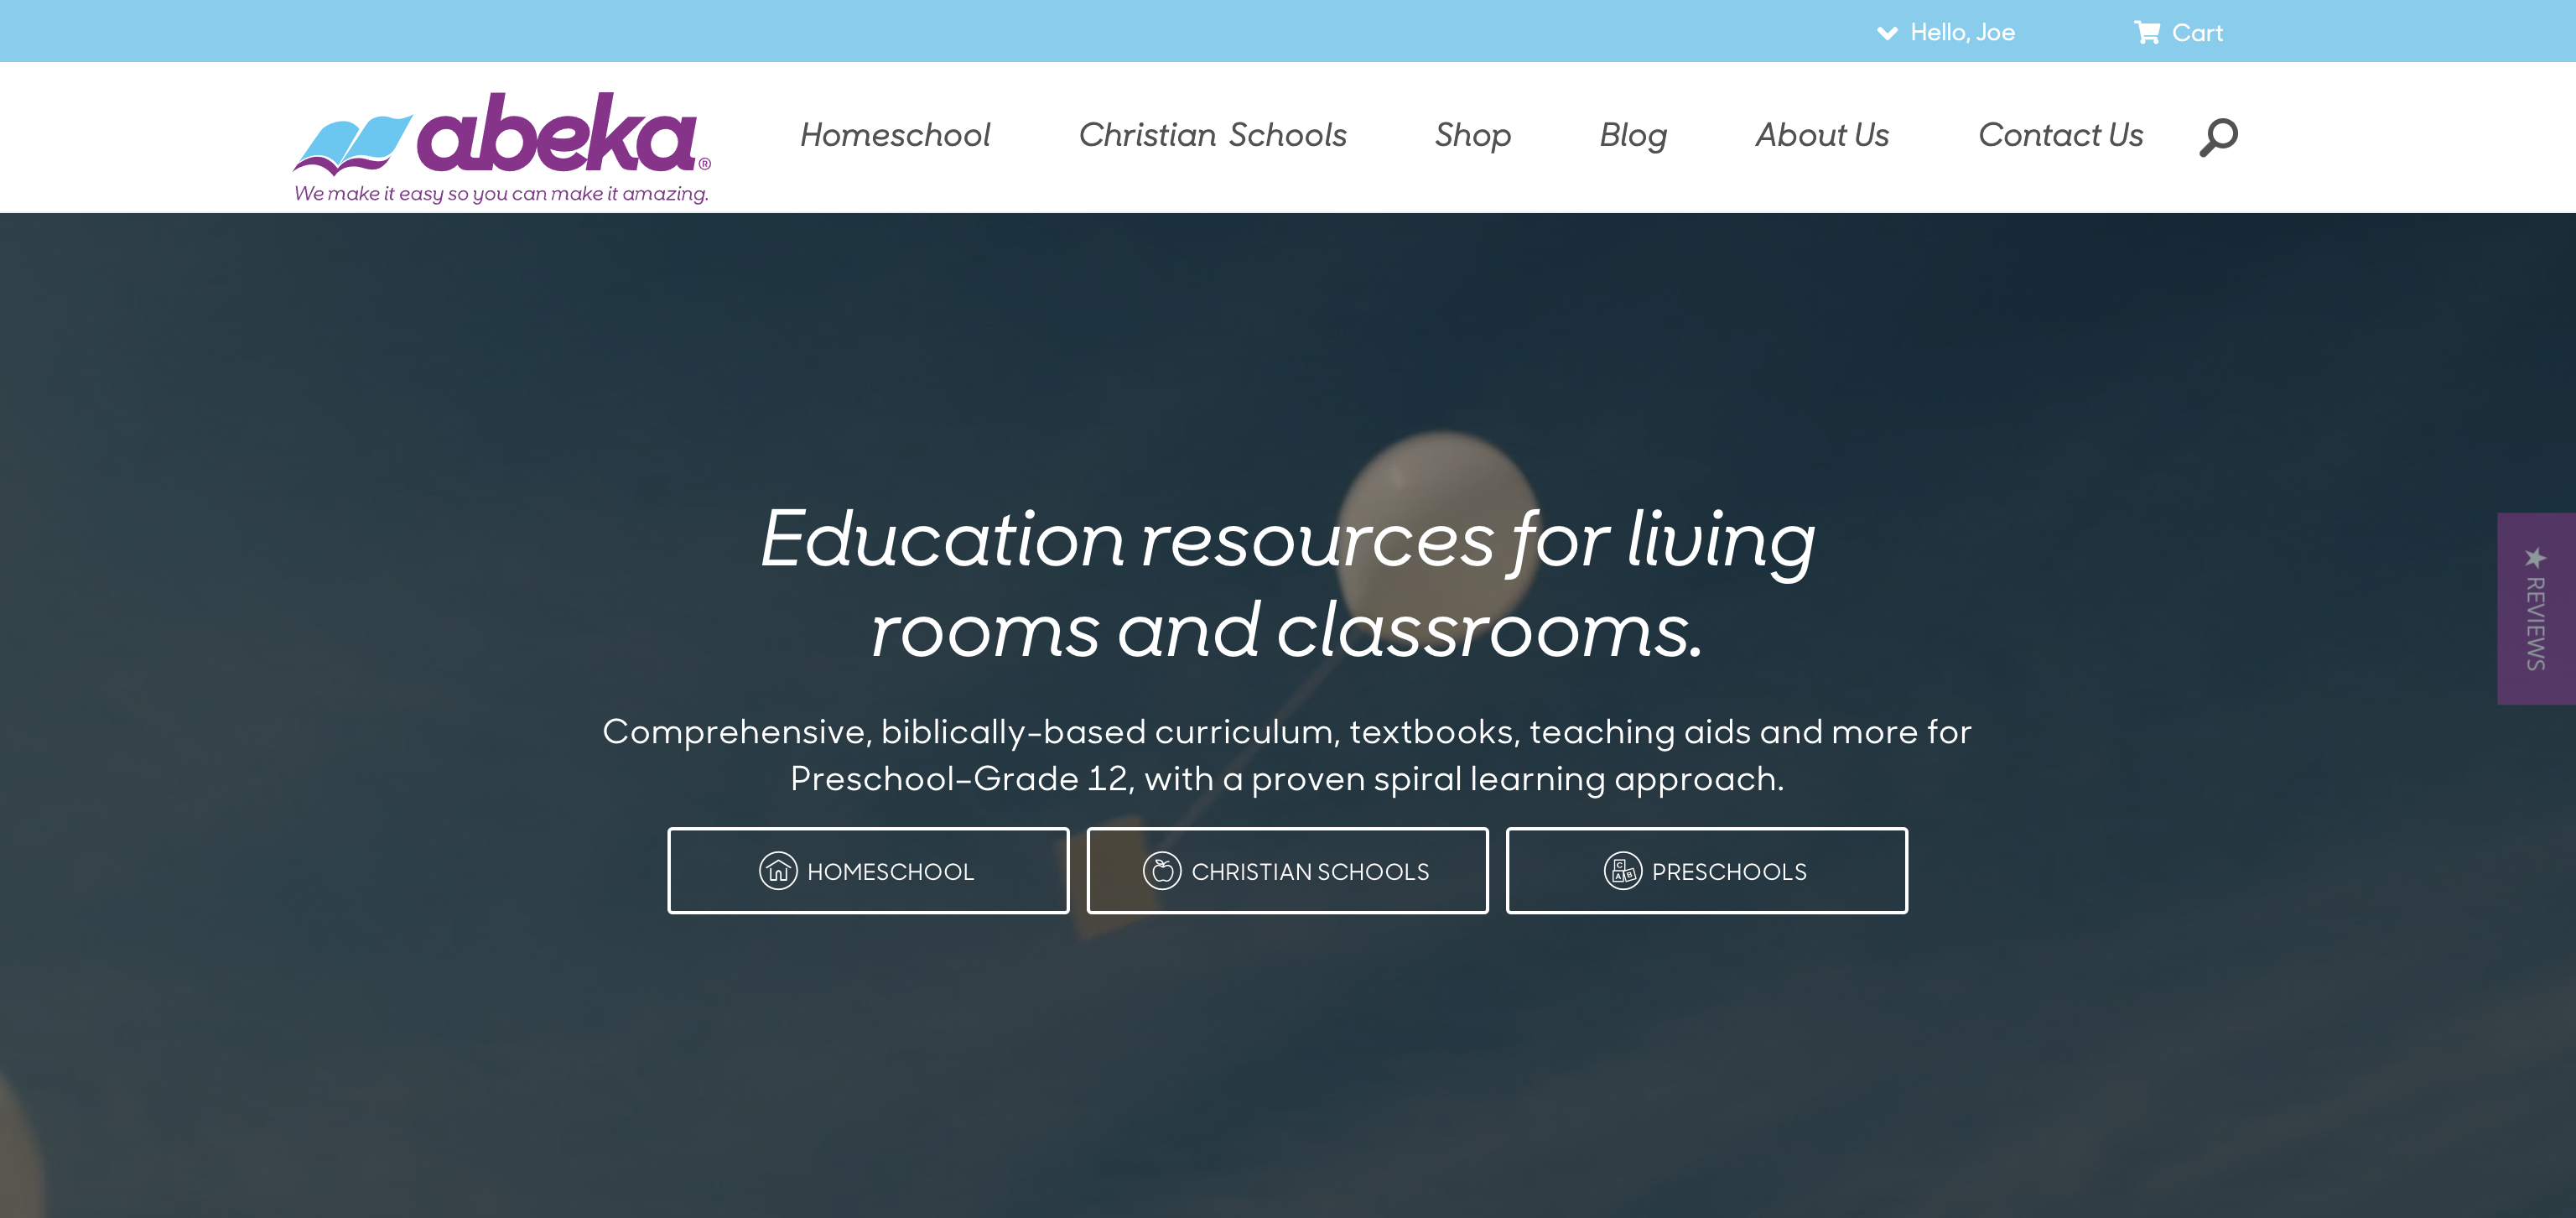 Hello, Joe
Cart
abeka®
We make it easy so you can make it amazing.
Homeschool
Christian Schools
Shop
Blog
About Us
Contact Us
Education resources for living
rooms and classrooms.
★ REVIEWS
Comprehensive, biblically-based curriculum, textbooks, teaching aids and more for
Preschool–Grade 12, with a proven spiral learning approach.
HOMESCHOOL
CHRISTIAN SCHOOLS
C
A B
PRESCHOOLS